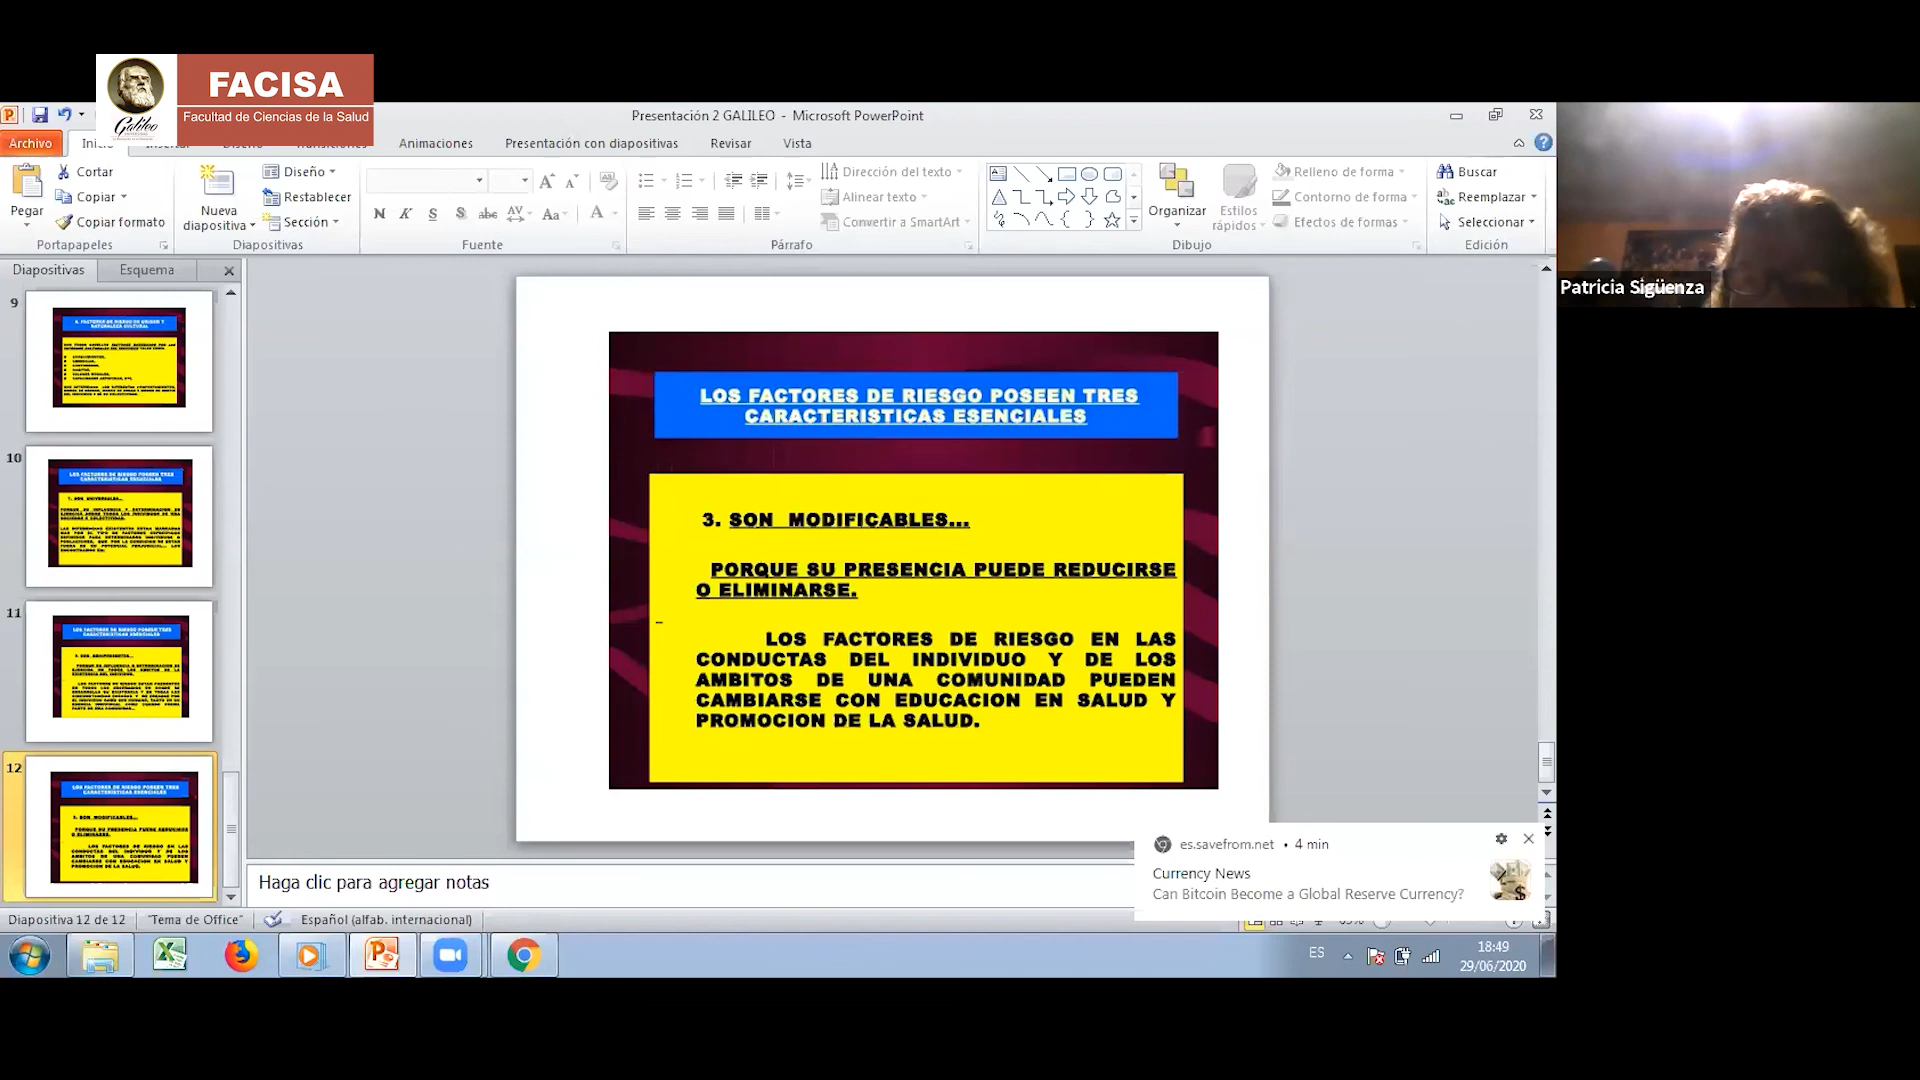 FACISA
Facultad de Ciencias de la Salud
Galileo
Presentación 2 GALILEO - Microsoft PowerPoint
Archivo
Animaciones
Presentación con diapositivas
Revisar
Vista
Cortar
Copiar
Copiar formato
Pegar
Portapapeles
Nueva
diapositiva
Diseño
Restablecer
Sección
Diapositivas
Fuente
Dirección del texto
Alinear texto
Convertir a SmartArt
Párrafo
Organizar
Estilos
rápidos
Relleno de forma
Contorno de forma
Efectos de formas
Dibujo
Buscar
Reemplazar
Seleccionar
Edición
Diapositivas
Esquema
9
10
11
12
LOS FACTORES DE RIESGO POSEEN TRES
CARACTERISTICAS ESENCIALES
3. SON MODIFICABLES...
PORQUE SU PRESENCIA PUEDE REDUCIRSE
O ELIMINARSE.
LOS FACTORES DE RIESGO EN LAS
CONDUCTAS DEL INDIVIDUO Y DE LOS
AMBITOS DE UNA COMUNIDAD PUEDEN
CAMBIARSE CON EDUCACION EN SALUD Y
PROMOCION DE LA SALUD.
Patricia Sigüenza
Haga clic para agregar notas
es.savefrom.net • 4 min
Currency News
Can Bitcoin Become a Global Reserve Currency?
Diapositiva 12 de 12
"Tema de Office"
Español (alfab. internacional)
ES
18:49
29/06/2020